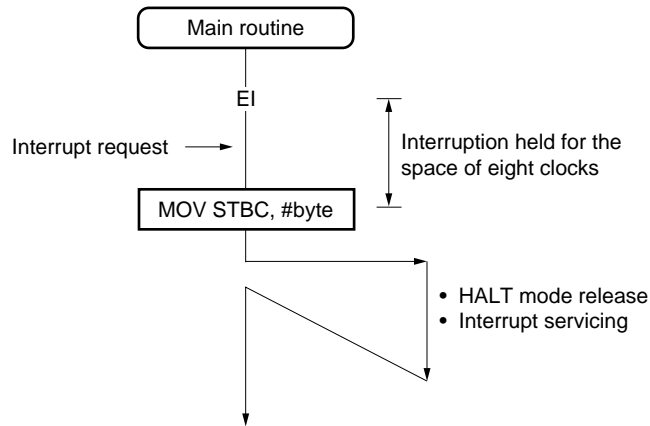 Main routine
EI
Interrupt request
Interruption held for the
space of eight clocks
MOV STBC, #byte
• HALT mode release
• Interrupt servicing